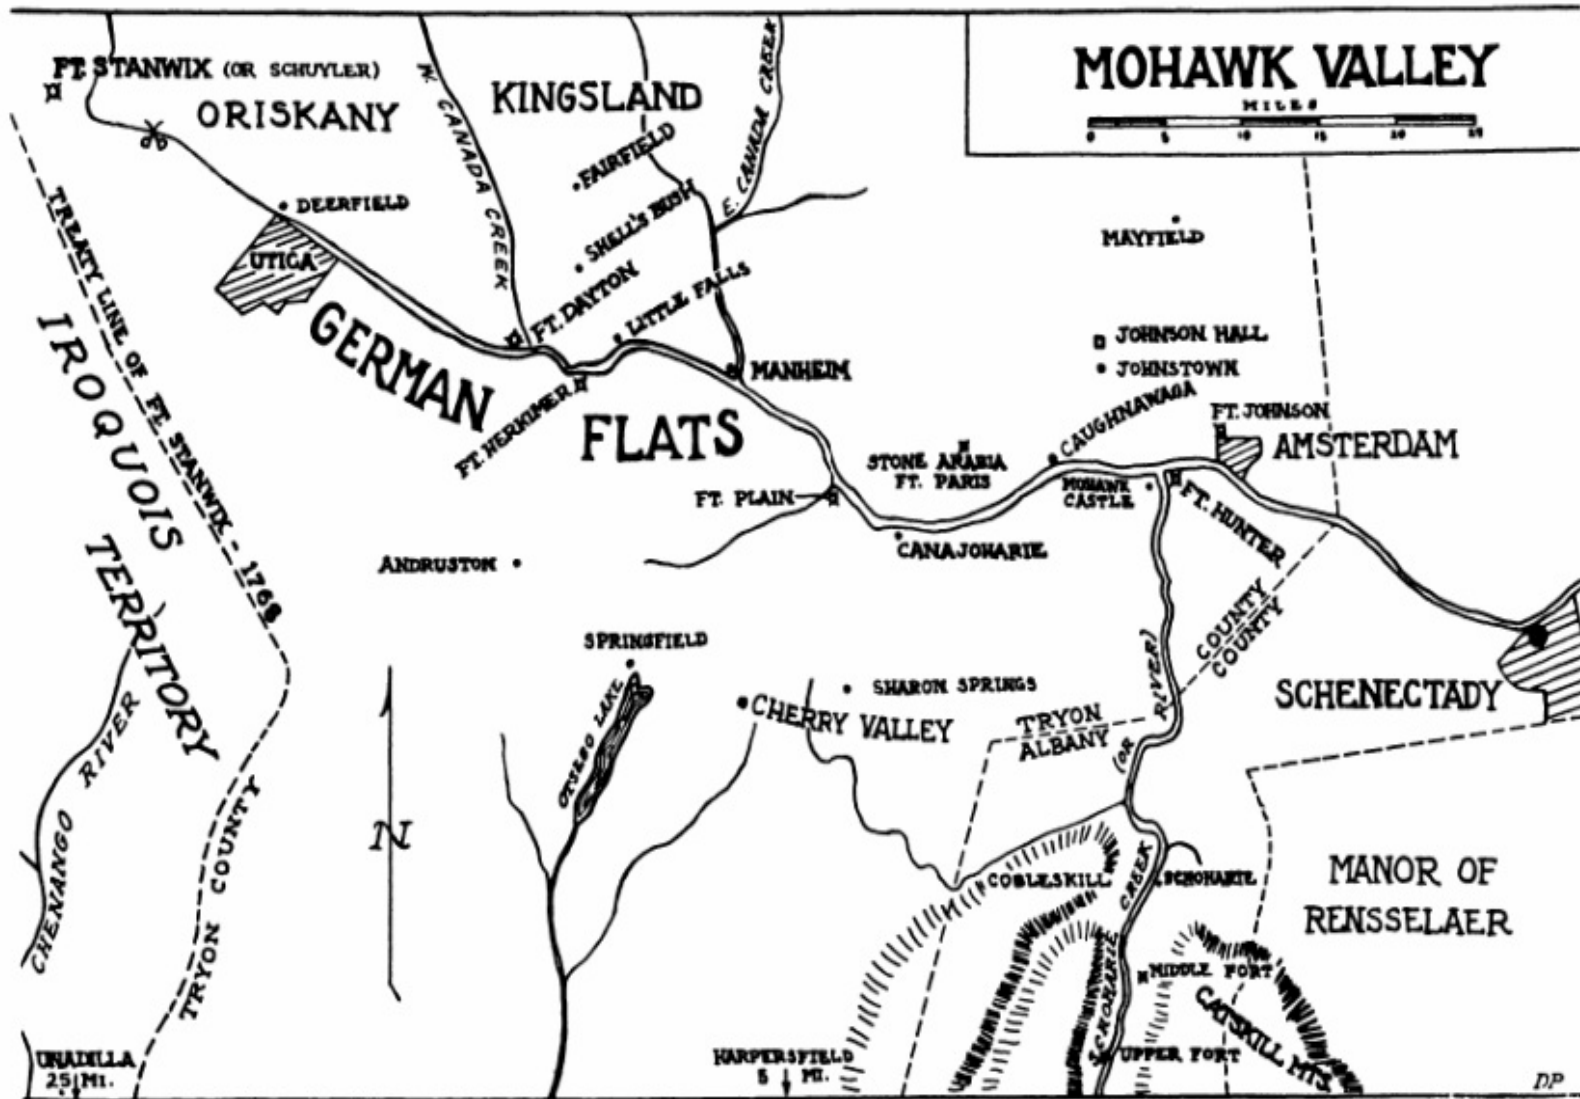 MOHAWK VALLEY
MILES
0 5 10 15 20 25
FT. STANWIX (OR SCHUYLER)
ORISKANY
W. CANADA CREEK
KINGSLAND
FAIRFIELD
E. CANADA CREEK
DEERFIELD
SHELL'S BUSH
UTICA
MAYFIELD
TREATY LINE OF FT. STANWIX - 1768
IROQUOIS
TERRITORY
GERMAN
FLATS
FT. DAYTON
LITTLE FALLS
FT. HERKIMER
MANHEIM
JOHNSON HALL
JOHNSTOWN
CAUGHNAWAGA
FT. JOHNSON
AMSTERDAM
STONE ARABIA
FT. PARIS
MOHAWK
CASTLE
FT. HUNTER
FT. PLAIN
CANAJOHARIE
ANDRUSTON
COUNTY
COUNTY
SPRINGFIELD
OTSEGO LAKE
SHARON SPRINGS
CHERRY VALLEY
TRYON
ALBANY
(OR RIVER)
SCHENECTADY
CHENANGO RIVER
TRYON COUNTY
N
COBLESKILL
SCHOHARIE
SCHOHARIE CREEK
MANOR OF
RENSSELAER
MIDDLE FORT
CATSKILL MTS.
UPPER FORT
UNADILLA
25 MI.
HARPERSFIELD
5 MI.
DP